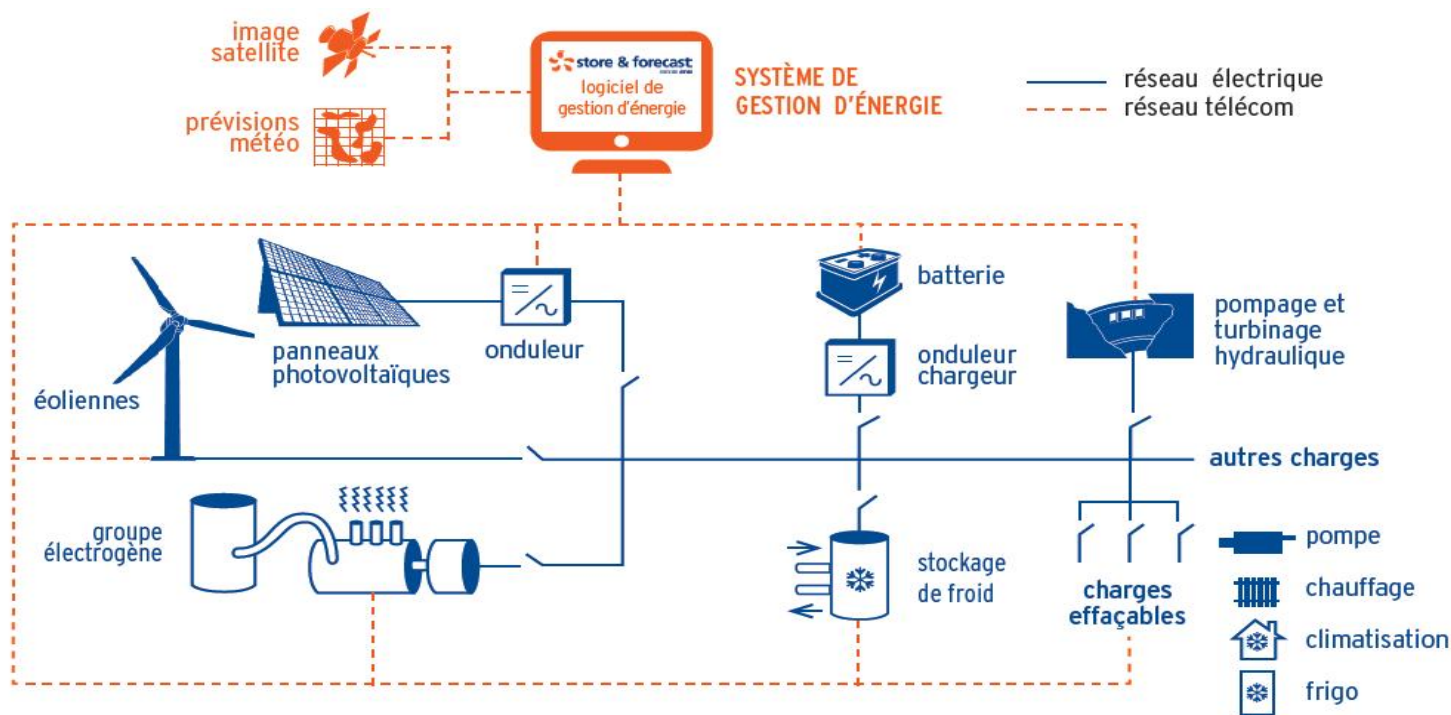 image
satellite
prévisions
météo
store & forecast
logiciel de
gestion d'énergie
SYSTÈME DE
GESTION D'ÉNERGIE
réseau électrique
réseau télécom
éoliennes
panneaux
photovoltaïques
onduleur
batterie
onduleur
chargeur
pompage et
turbinage
hydraulique
autres charges
groupe
électrogène
stockage
de froid
charges
effaçables
pompe
chauffage
climatisation
frigo